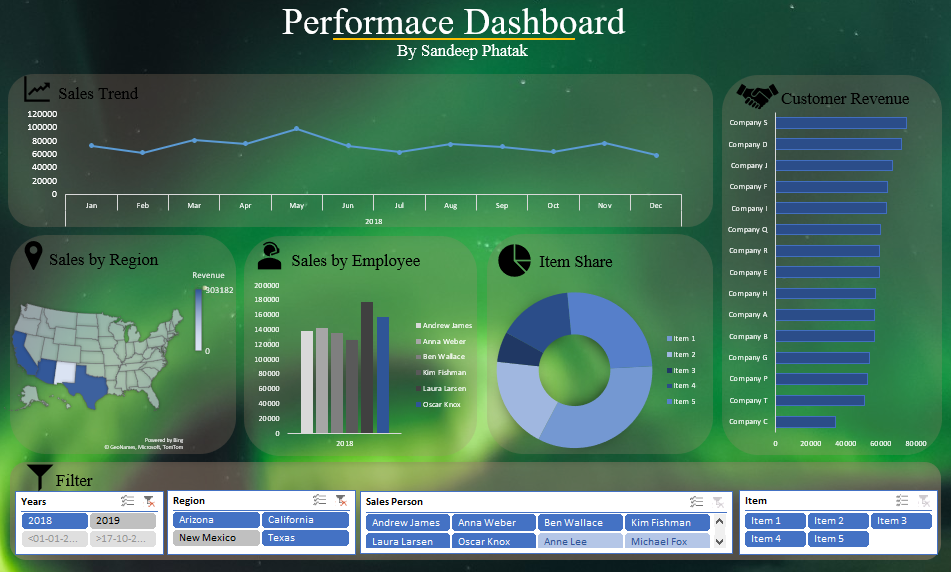 Performace Dashboard
By Sandeep Phatak
Sales Trend
120000
100000
80000
60000
40000
20000
0
Jan Feb Mar Apr May Jun Jul Aug Sep Oct Nov Dec
2018
Customer Revenue
Company S
Company D
Company J
Company F
Company I
Company Q
Company R
Company E
Company H
Company A
Company B
Company G
Company P
Company T
Company C
0 20000 40000 60000 80000
Sales by Region
Revenue
303182
0
Powered by Bing
© GeoNames, Microsoft, TomTom
Sales by Employee
200000
180000
160000
140000
120000
100000
80000
60000
40000
20000
0
2018
Andrew James
Anna Weber
Ben Wallace
Kim Fishman
Laura Larsen
Oscar Knox
Item Share
Item 1
Item 2
Item 3
Item 4
Item 5
Filter
Years
2018 2019
<01-01-2... >17-10-2...
Region
Arizona California
New Mexico Texas
Sales Person
Andrew James Anna Weber Ben Wallace Kim Fishman
Laura Larsen Oscar Knox Anne Lee Michael Fox
Item
Item 1 Item 2 Item 3
Item 4 Item 5